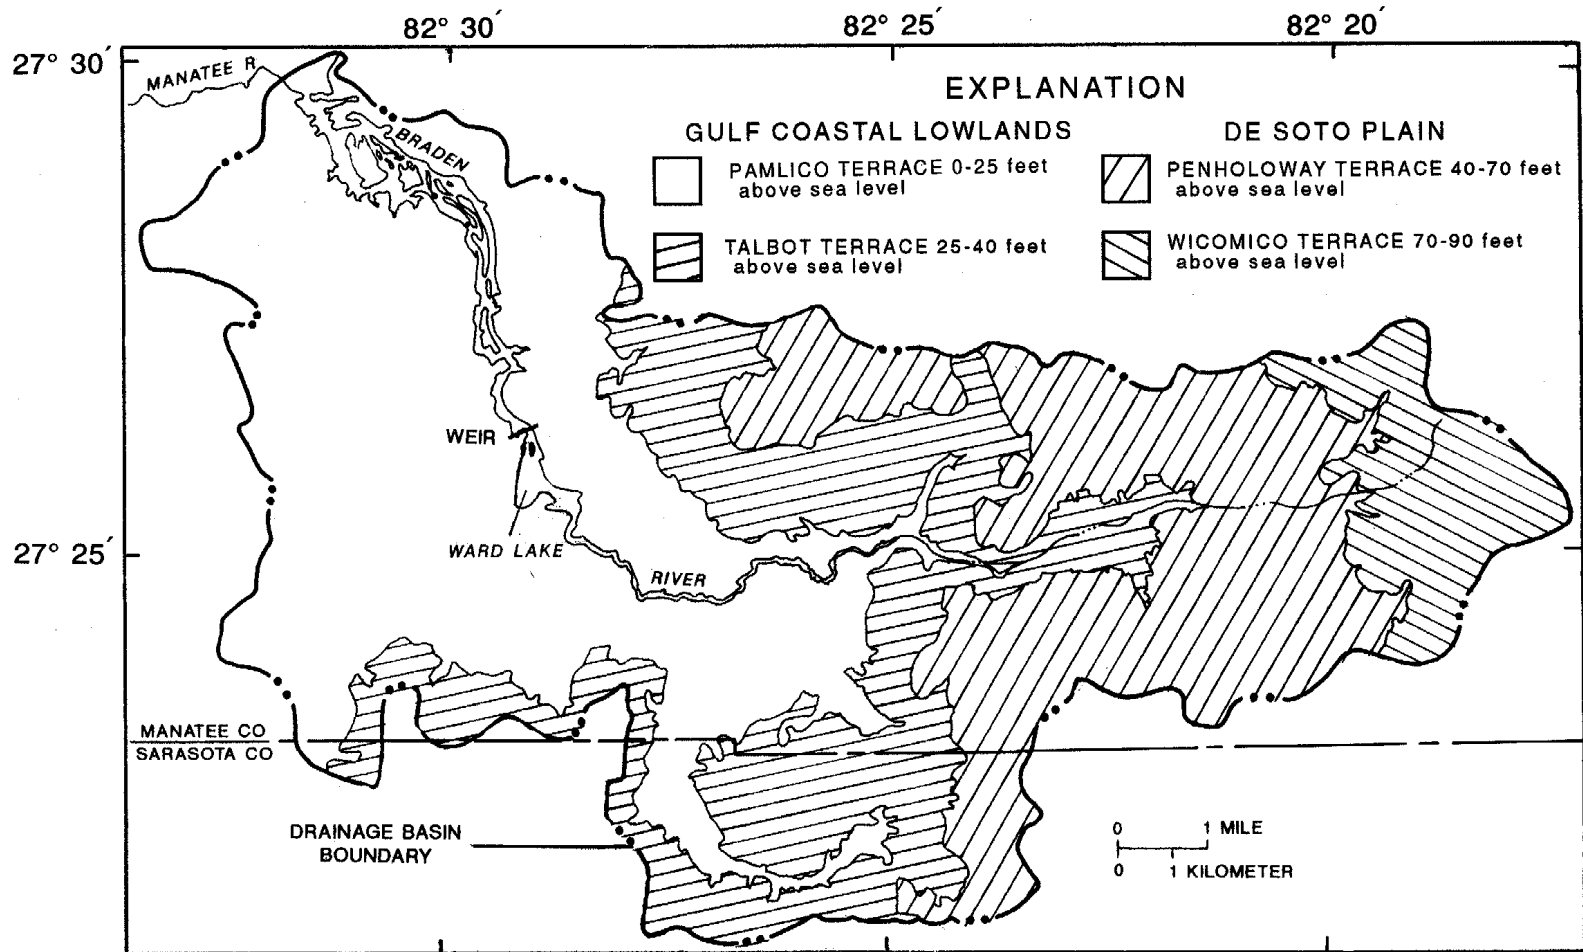 82° 30′
82° 25′
82° 20′
27° 30′
MANATEE R
BRADEN
EXPLANATION
GULF COASTAL LOWLANDS
PAMLICO TERRACE 0-25 feet
above sea level
TALBOT TERRACE 25-40 feet
above sea level
DE SOTO PLAIN
PENHOLOWAY TERRACE 40-70 feet
above sea level
WICOMICO TERRACE 70-90 feet
above sea level
WEIR
27° 25′
WARD LAKE
RIVER
MANATEE CO
SARASOTA CO
DRAINAGE BASIN
BOUNDARY
0 1 MILE
0 1 KILOMETER